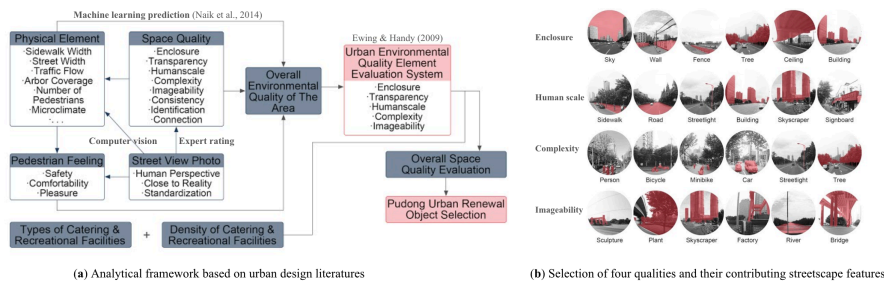 Machine learning prediction (Naik et al., 2014)
Physical Element
·Sidewalk Width
·Street Width
·Traffic Flow
·Arbor Coverage
·Number of
Pedestrians
·Microclimate
·. . .
Space Quality
·Enclosure
·Transparency
·Humanscale
·Complexity
·Imageability
·Consistency
·Identification
·Connection
Overall
Environmental
Quality of The
Area
Ewing & Handy (2009)
Urban Environmental
Quality Element
Evaluation System
·Enclosure
·Transparency
·Humanscale
·Complexity
·Imageability
Computer vision
Expert rating
Pedestrian Feeling
·Safety
·Comfortability
·Pleasure
Street View Photo
·Human Perspective
·Close to Reality
·Standardization
Overall Space
Quality Evaluation
Pudong Urban Renewal
Object Selection
Types of Catering &
Recreational Facilities
+
Density of Catering &
Recreational Facilities
(a) Analytical framework based on urban design literatures
Enclosure
Sky Wall Fence Tree Ceiling Building
Human scale
Sidewalk Road Streetlight Building Skyscraper Signboard
Complexity
Person Bicycle Minibike Car Streetlight Tree
Imageability
Sculpture Plant Skyscraper Factory River Bridge
(b) Selection of four qualities and their contributing streetscape features